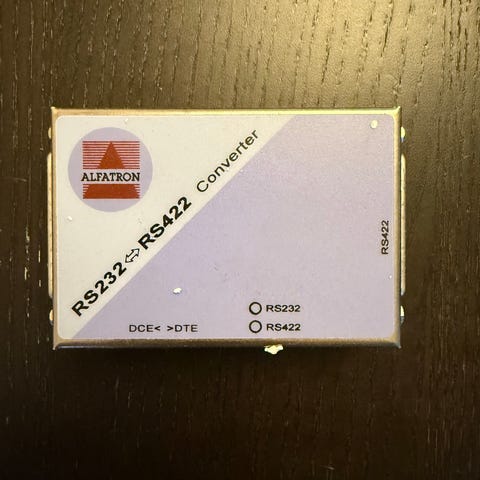 ALFATRON
RS232⇔RS422 Converter
RS422
RS232
DCE< >DTE
RS422